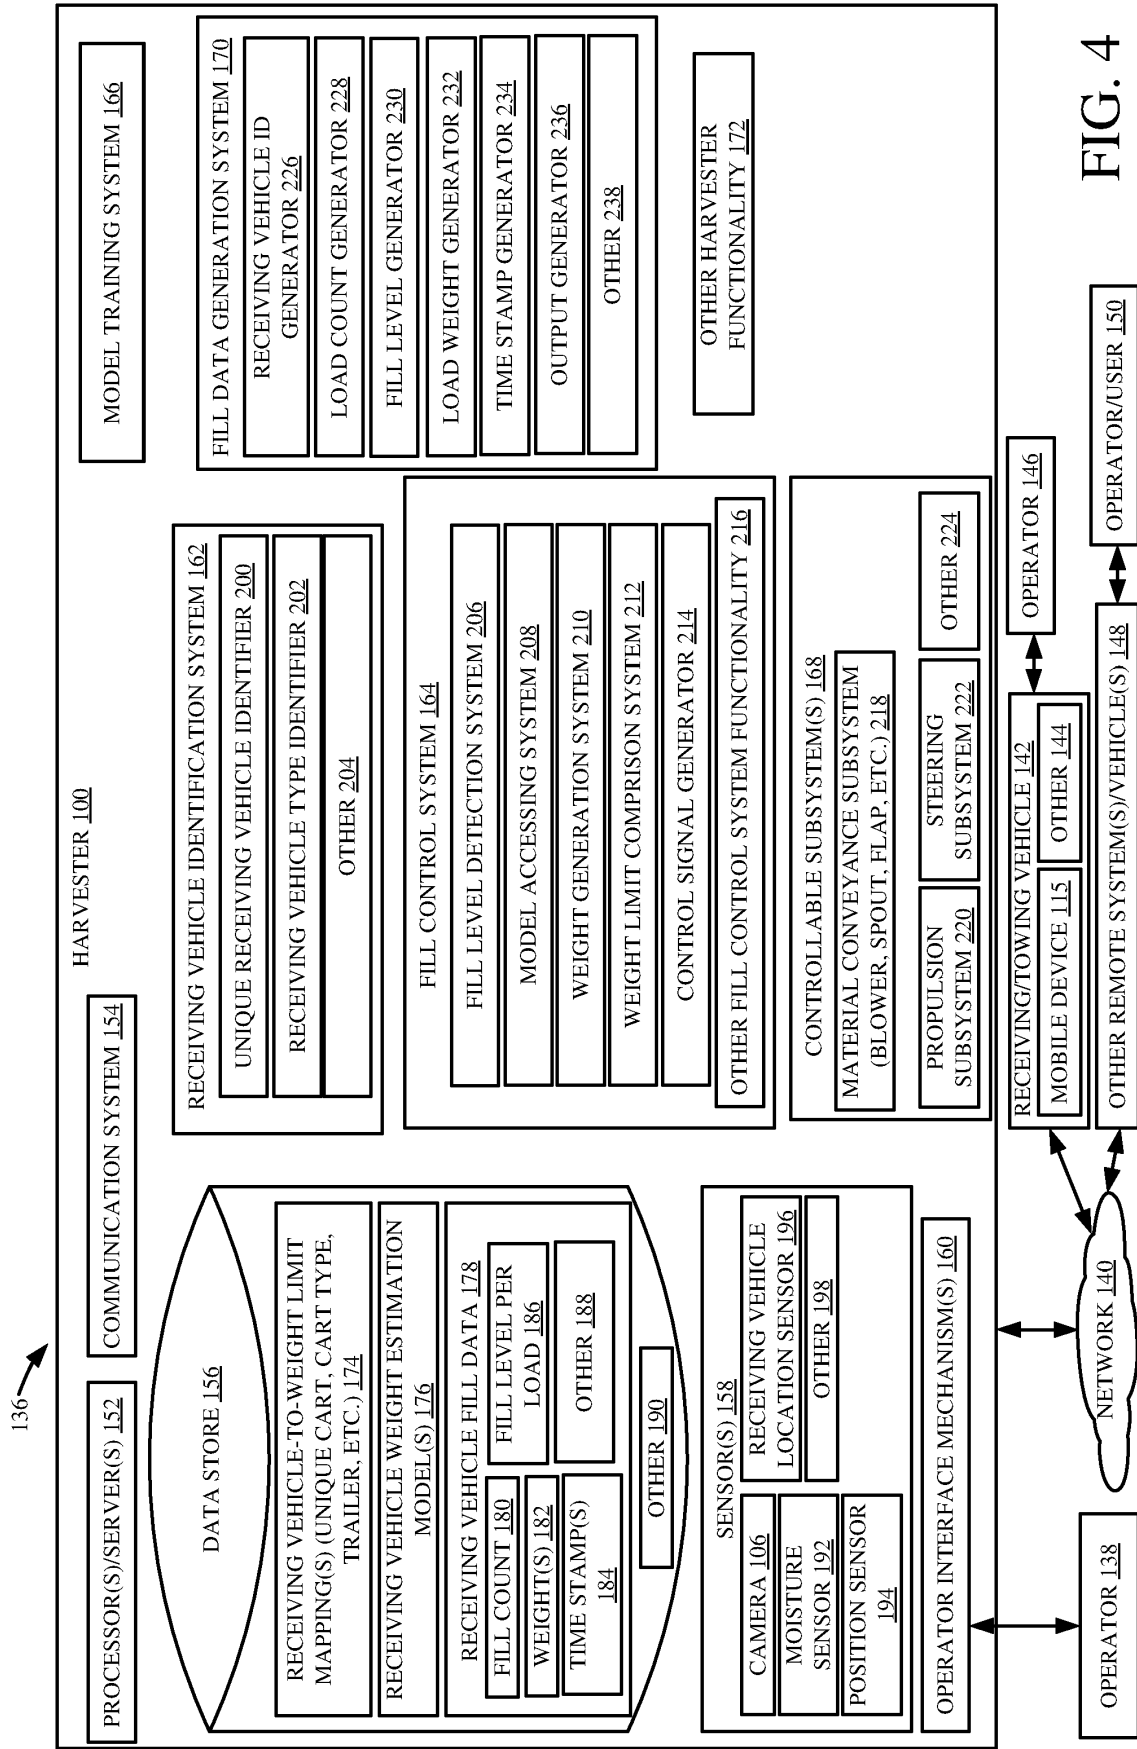 136
HARVESTER 100
PROCESSOR(S)/SERVER(S) 152
COMMUNICATION SYSTEM 154
MODEL TRAINING SYSTEM 166
DATA STORE 156
RECEIVING VEHICLE-TO-WEIGHT LIMIT
MAPPING(S) (UNIQUE CART, CART TYPE,
TRAILER, ETC.) 174
RECEIVING VEHICLE WEIGHT ESTIMATION
MODEL(S) 176
RECEIVING VEHICLE FILL DATA 178
FILL COUNT 180
WEIGHT(S) 182
TIME STAMP(S)
184
FILL LEVEL PER
LOAD 186
OTHER 188
OTHER 190
SENSOR(S) 158
CAMERA 106
MOISTURE
SENSOR 192
POSITION SENSOR
194
RECEIVING VEHICLE
LOCATION SENSOR 196
OTHER 198
OPERATOR INTERFACE MECHANISM(S) 160
RECEIVING VEHICLE IDENTIFICATION SYSTEM 162
UNIQUE RECEIVING VEHICLE IDENTIFIER 200
RECEIVING VEHICLE TYPE IDENTIFIER 202
OTHER 204
FILL CONTROL SYSTEM 164
FILL LEVEL DETECTION SYSTEM 206
MODEL ACCESSING SYSTEM 208
WEIGHT GENERATION SYSTEM 210
WEIGHT LIMIT COMPRISON SYSTEM 212
CONTROL SIGNAL GENERATOR 214
OTHER FILL CONTROL SYSTEM FUNCTIONALITY 216
CONTROLLABLE SUBSYSTEM(S) 168
MATERIAL CONVEYANCE SUBSYSTEM
(BLOWER, SPOUT, FLAP, ETC.) 218
PROPULSION
SUBSYSTEM 220
STEERING
SUBSYSTEM 222
OTHER 224
FILL DATA GENERATION SYSTEM 170
RECEIVING VEHICLE ID
GENERATOR 226
LOAD COUNT GENERATOR 228
FILL LEVEL GENERATOR 230
LOAD WEIGHT GENERATOR 232
TIME STAMP GENERATOR 234
OUTPUT GENERATOR 236
OTHER 238
OTHER HARVESTER
FUNCTIONALITY 172
OPERATOR 138
NETWORK 140
RECEIVING/TOWING VEHICLE 142
MOBILE DEVICE 115
OTHER 144
OPERATOR 146
OTHER REMOTE SYSTEM(S)/VEHICLE(S) 148
OPERATOR/USER 150
FIG. 4